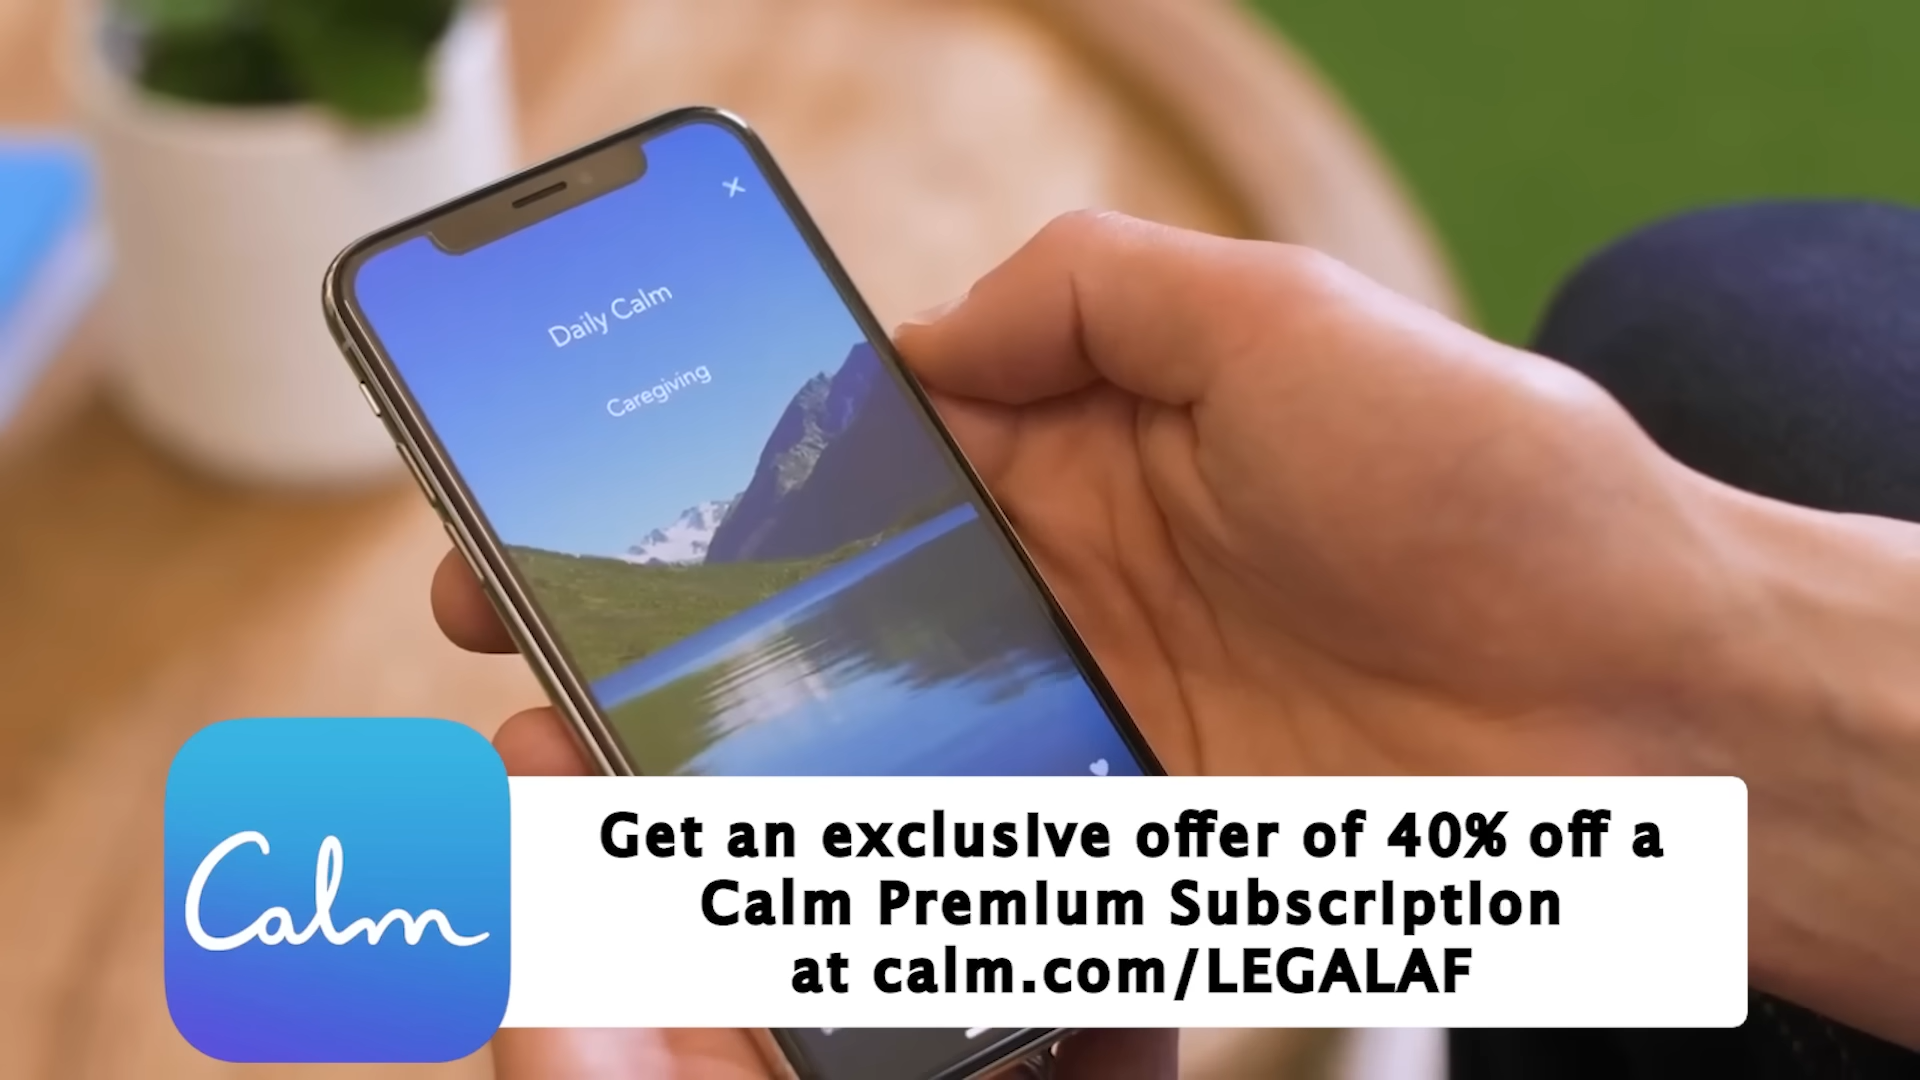 Daily Calm
Caregiving
Calm
Get an exclusive offer of 40% off a
Calm Premium Subscription
at calm.com/LEGALAF